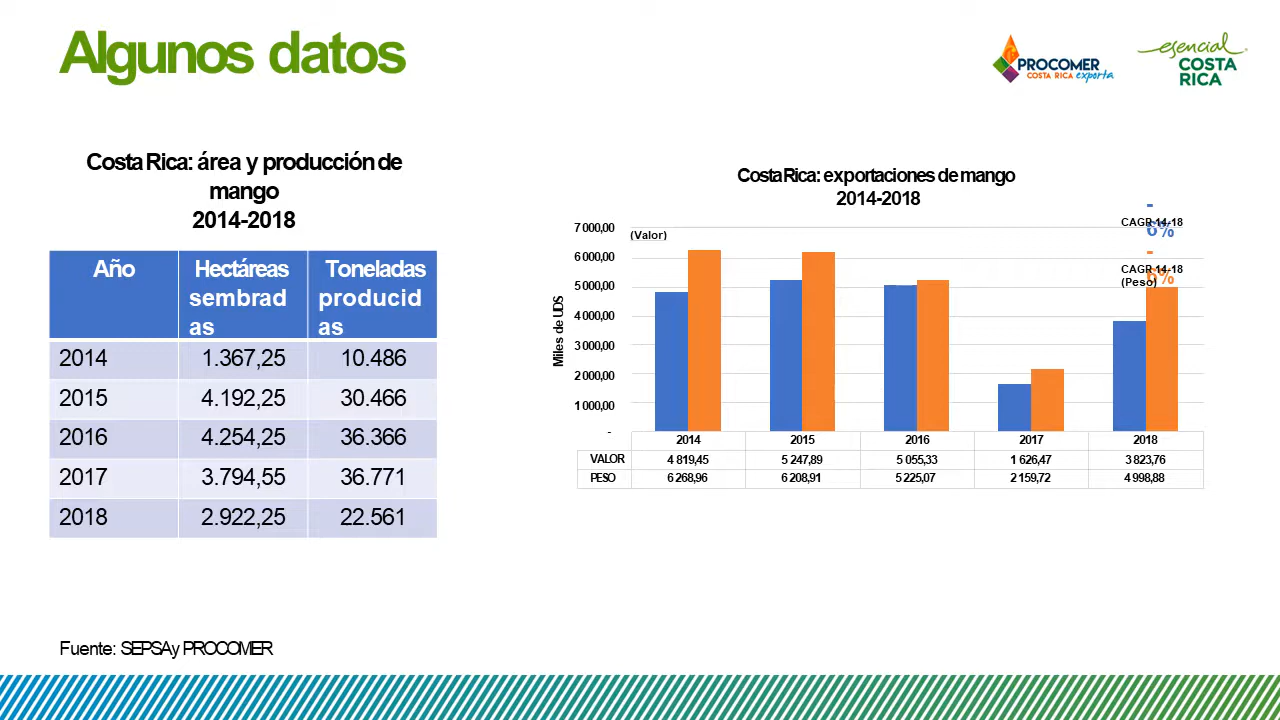 Algunos datos
PROCOMER
COSTA RICA exporta
esencial
COSTA
RICA
Costa Rica: área y producción de
mango
2014-2018
Año Hectáreas sembradas Toneladas producidas
2014 1.367,25 10.486
2015 4.192,25 30.466
2016 4.254,25 36.366
2017 3.794,55 36.771
2018 2.922,25 22.561
Costa Rica: exportaciones de mango
2014-2018
7 000,00
6 000,00
5 000,00
4 000,00
3 000,00
2 000,00
1 000,00
-
Miles de UDS
(Valor)
CAGR 14-18
-6%
CAGR 14-18
(Peso)
-6%
2014 2015 2016 2017 2018
VALOR 4 819,45 5 247,89 5 055,33 1 626,47 3 823,76
PESO 6 268,96 6 208,91 5 225,07 2 159,72 4 998,88
Fuente: SEPSA y PROCOMER